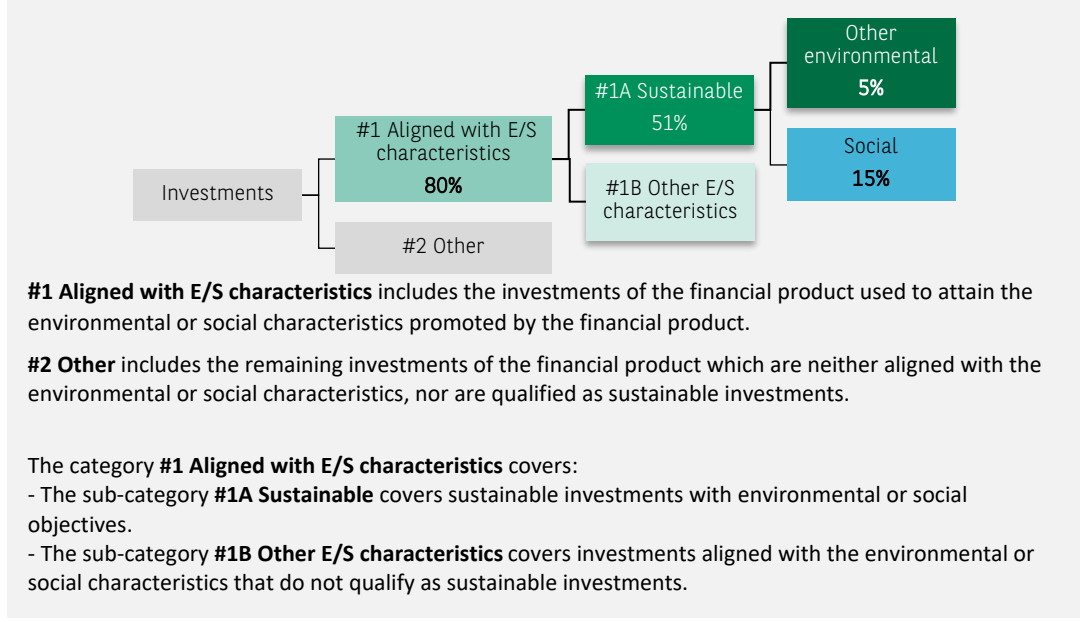 Other
environmental
5%
#1A Sustainable
51%
#1 Aligned with E/S
characteristics
80%
Social
15%
Investments
#1B Other E/S
characteristics
#2 Other
#1 Aligned with E/S characteristics includes the investments of the financial product used to attain the
environmental or social characteristics promoted by the financial product.
#2 Other includes the remaining investments of the financial product which are neither aligned with the
environmental or social characteristics, nor are qualified as sustainable investments.
The category #1 Aligned with E/S characteristics covers:
- The sub-category #1A Sustainable covers sustainable investments with environmental or social
objectives.
- The sub-category #1B Other E/S characteristics covers investments aligned with the environmental or
social characteristics that do not qualify as sustainable investments.